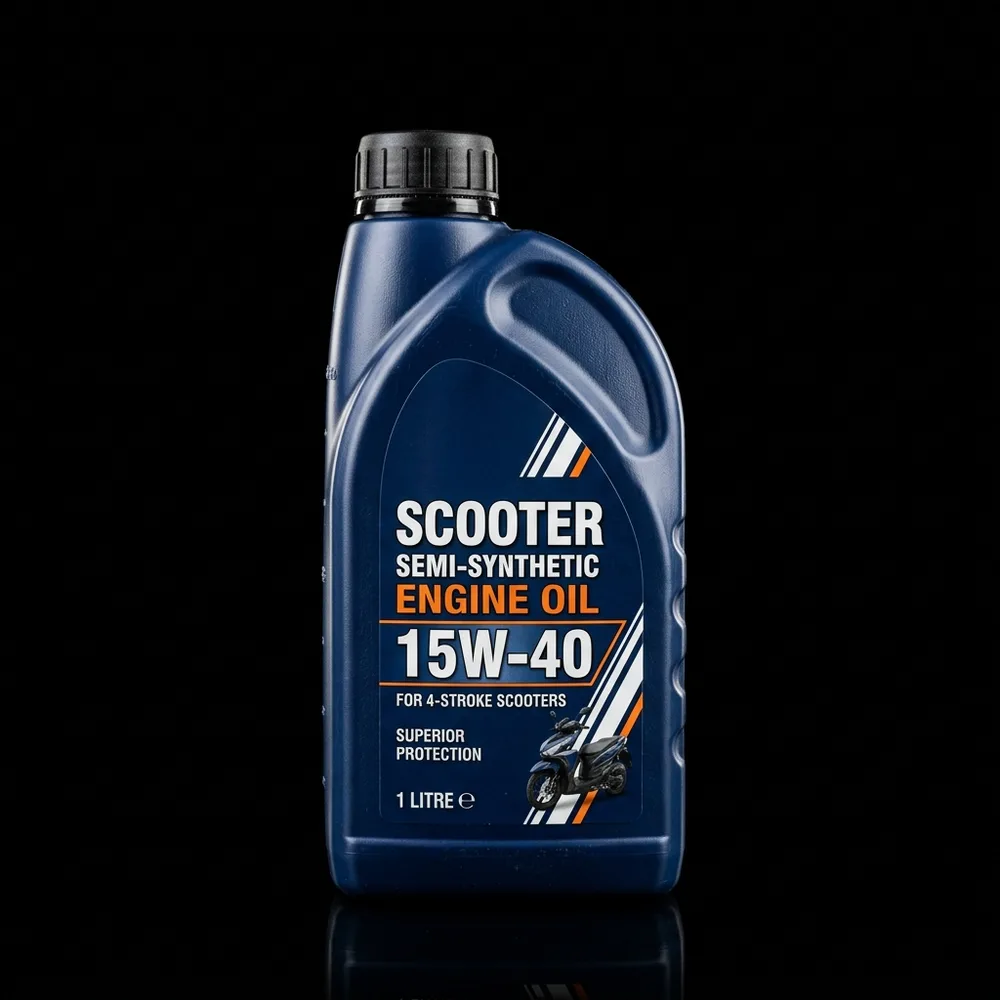 SCOOTER
SEMI-SYNTHETIC
ENGINE OIL
15W-40
FOR 4-STROKE SCOOTERS
SUPERIOR
PROTECTION
1 LITRE ℮